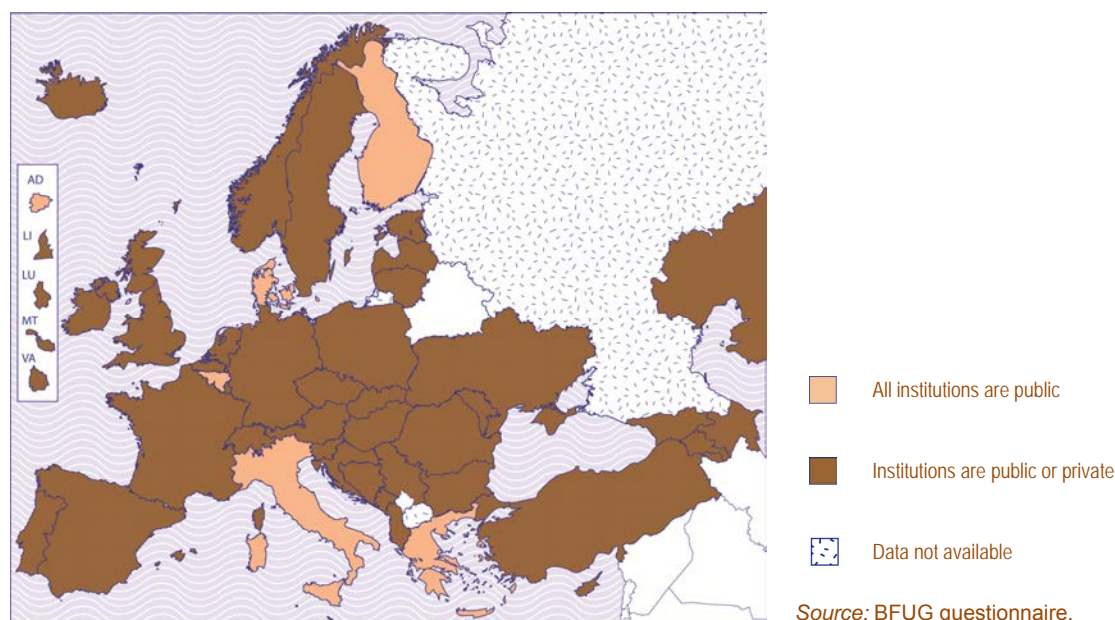 AD
LI
LU
MT
VA
All institutions are public
Institutions are public or private
Data not available
Source: BFUG questionnaire.